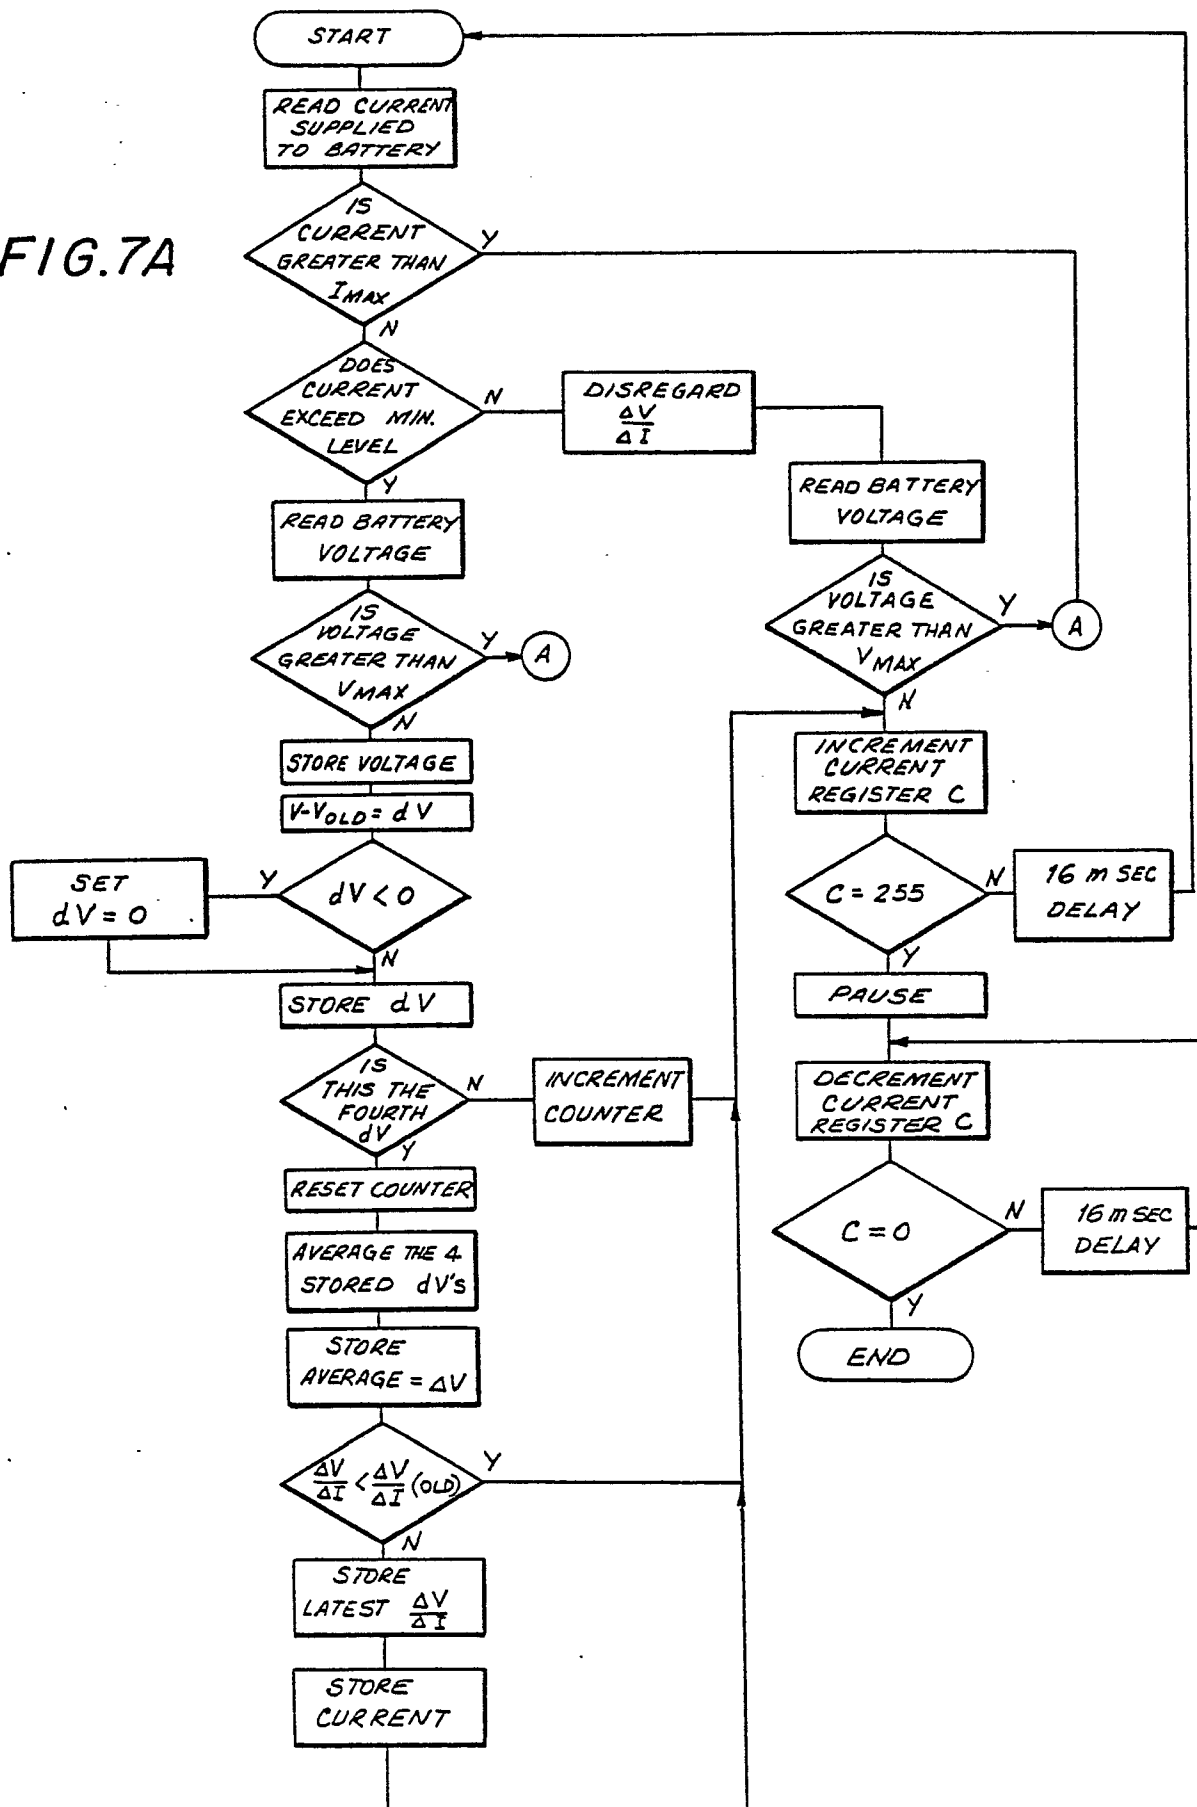 FIG.7A
START
READ CURRENT
SUPPLIED
TO BATTERY
IS
CURRENT
GREATER THAN
I MAX
Y
N
DOES
CURRENT
EXCEED MIN.
LEVEL
N
Y
DISREGARD
ΔV
ΔI
READ BATTERY
VOLTAGE
IS
VOLTAGE
GREATER THAN
V MAX
Y
A
N
READ BATTERY
VOLTAGE
IS
VOLTAGE
GREATER THAN
V MAX
Y
A
N
STORE VOLTAGE
V-V OLD = dV
dV < 0
Y
N
SET
dV = 0
STORE dV
IS
THIS THE
FOURTH
dV
N
Y
INCREMENT
COUNTER
RESET COUNTER
AVERAGE THE 4
STORED dV's
STORE
AVERAGE = ΔV
ΔV/ΔI < ΔV/ΔI (OLD)
Y
N
STORE
LATEST ΔV/ΔI
STORE
CURRENT
INCREMENT
CURRENT
REGISTER C
C = 255
N
Y
16 m SEC
DELAY
PAUSE
DECREMENT
CURRENT
REGISTER C
C = 0
N
Y
16 m SEC
DELAY
END